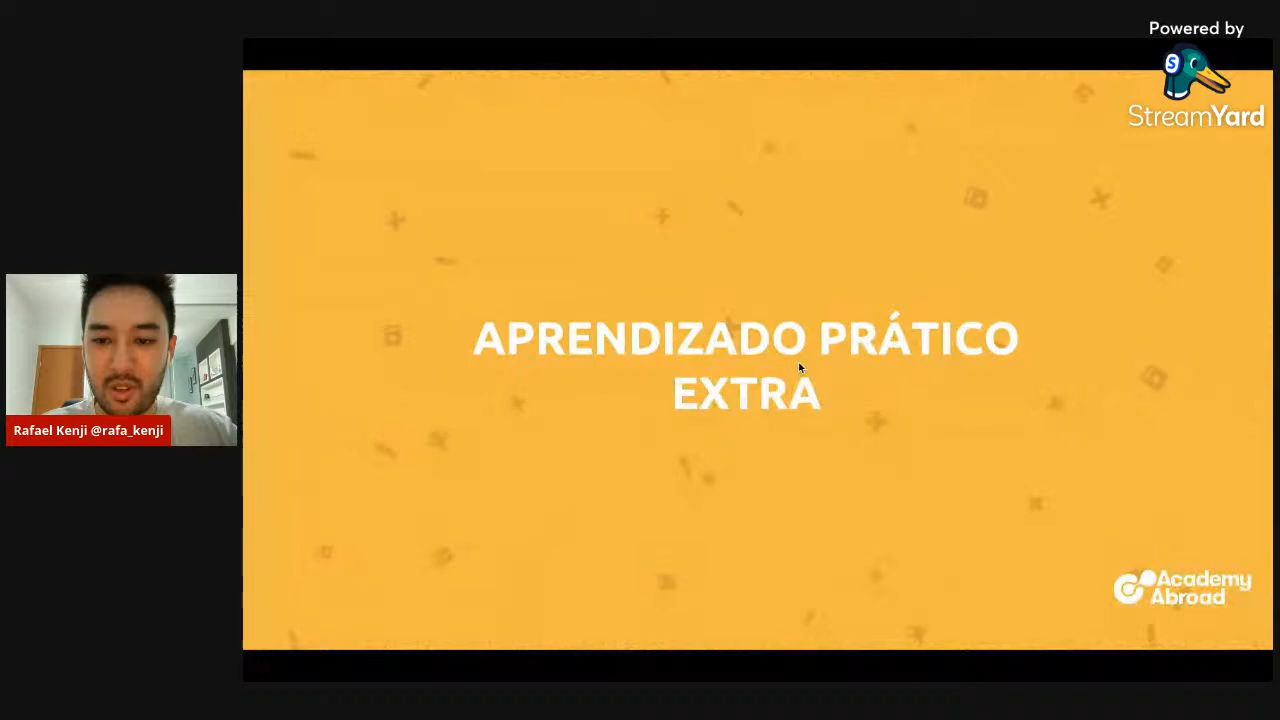 Powered by
StreamYard
APRENDIZADO PRÁTICO
EXTRA
Rafael Kenji @rafa_kenji
Academy
Abroad